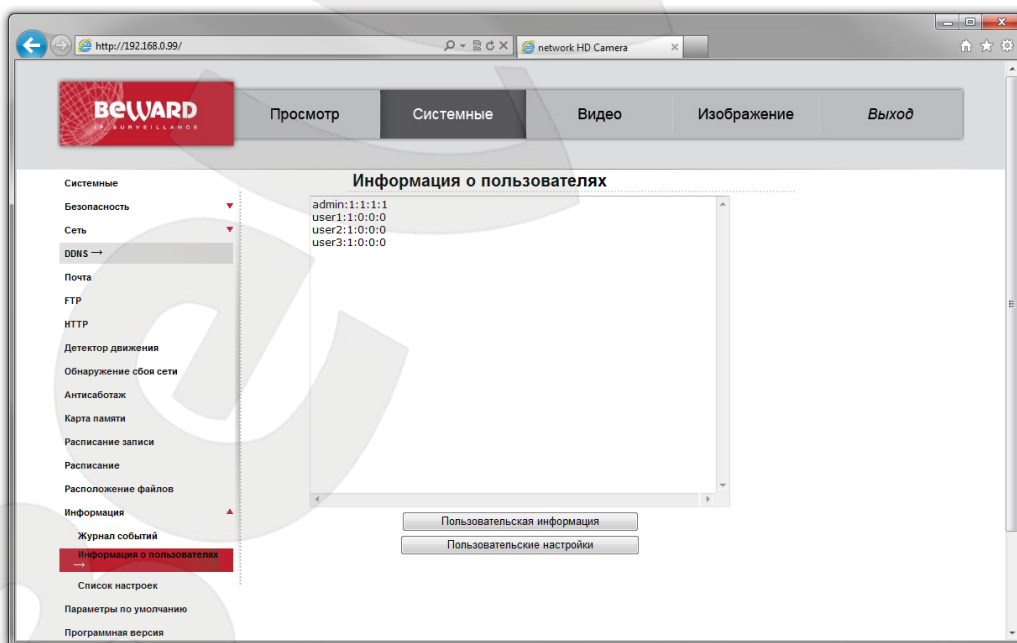 http://192.168.0.99/
network HD Camera
BEWARD
IP SURVEILLANCE
Просмотр
Системные
Видео
Изображение
Выход
Системные
Безопасность
Сеть
DDNS →
Почта
FTP
HTTP
Детектор движения
Обнаружение сбоя сети
Антисаботаж
Карта памяти
Расписание записи
Расписание
Расположение файлов
Информация
Журнал событий
Информация о пользователях
→
Список настроек
Параметры по умолчанию
Программная версия
Информация о пользователях
admin:1:1:1:1
user1:1:0:0:0
user2:1:0:0:0
user3:1:0:0:0
Пользовательская информация
Пользовательские настройки